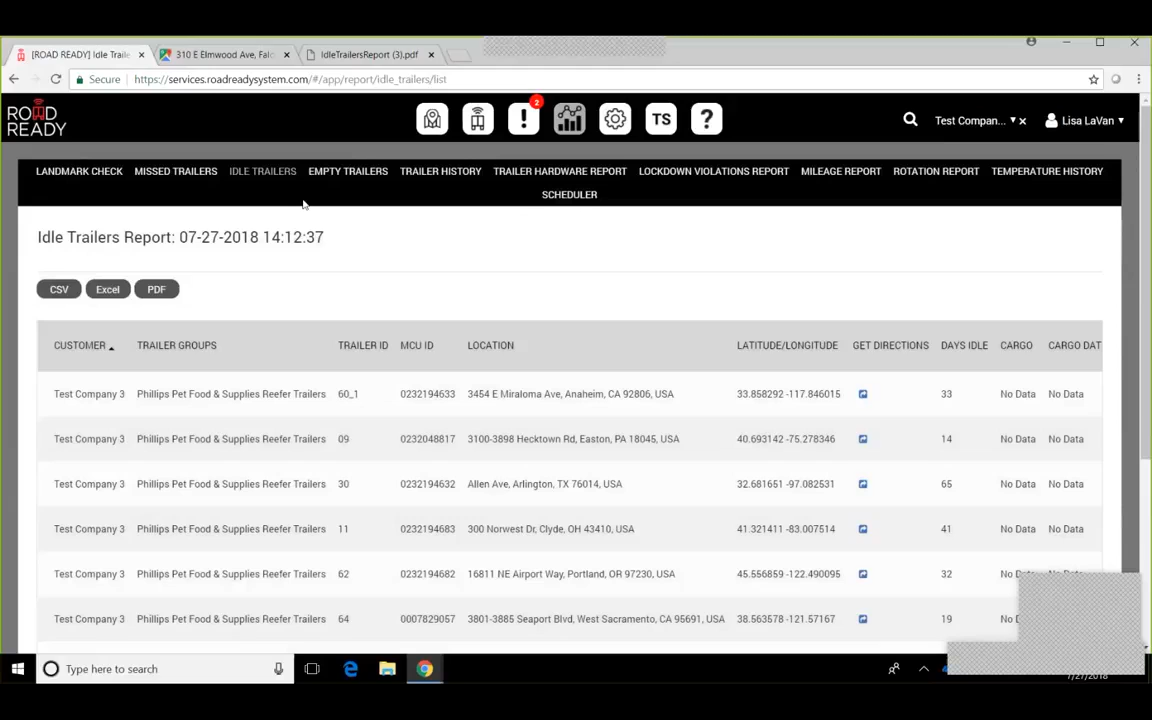 [ROAD READY] Idle Traile
310 E Elmwood Ave, Falc
IdleTrailersReport (3).pdf
Secure
https://services.roadreadysystem.com/#/app/report/idle_trailers/list
ROAD
READY
2
TS
?
Test Compan...
Lisa LaVan
LANDMARK CHECK MISSED TRAILERS IDLE TRAILERS EMPTY TRAILERS TRAILER HISTORY TRAILER HARDWARE REPORT LOCKDOWN VIOLATIONS REPORT MILEAGE REPORT ROTATION REPORT TEMPERATURE HISTORY
SCHEDULER
Idle Trailers Report: 07-27-2018 14:12:37
CSV Excel PDF
CUSTOMER TRAILER GROUPS TRAILER ID MCU ID LOCATION LATITUDE/LONGITUDE GET DIRECTIONS DAYS IDLE CARGO CARGO DAT
Test Company 3 Phillips Pet Food & Supplies Reefer Trailers 60_1 0232194633 3454 E Miraloma Ave, Anaheim, CA 92806, USA 33.858292 -117.846015 33 No Data No Data
Test Company 3 Phillips Pet Food & Supplies Reefer Trailers 09 0232048817 3100-3898 Hecktown Rd, Easton, PA 18045, USA 40.693142 -75.278346 14 No Data No Data
Test Company 3 Phillips Pet Food & Supplies Reefer Trailers 30 0232194632 Allen Ave, Arlington, TX 76014, USA 32.681651 -97.082531 65 No Data No Data
Test Company 3 Phillips Pet Food & Supplies Reefer Trailers 11 0232194683 300 Norwest Dr, Clyde, OH 43410, USA 41.321411 -83.007514 41 No Data No Data
Test Company 3 Phillips Pet Food & Supplies Reefer Trailers 62 0232194682 16811 NE Airport Way, Portland, OR 97230, USA 45.556859 -122.490095 32 No
Test Company 3 Phillips Pet Food & Supplies Reefer Trailers 64 0007829057 3801-3885 Seaport Blvd, West Sacramento, CA 95691, USA 38.563578 -121.57167 19 No
Type here to search
7/27/2018